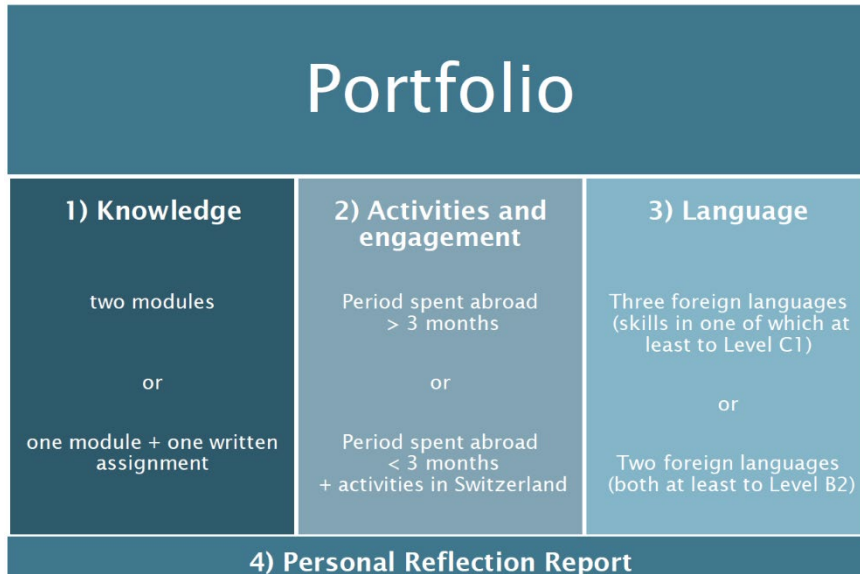 Portfolio
1) Knowledge
two modules
or
one module + one written
assignment
2) Activities and
engagement
Period spent abroad
> 3 months
or
Period spent abroad
< 3 months
+ activities in Switzerland
3) Language
Three foreign languages
(skills in one of which at
least to Level C1)
or
Two foreign languages
(both at least to Level B2)
4) Personal Reflection Report